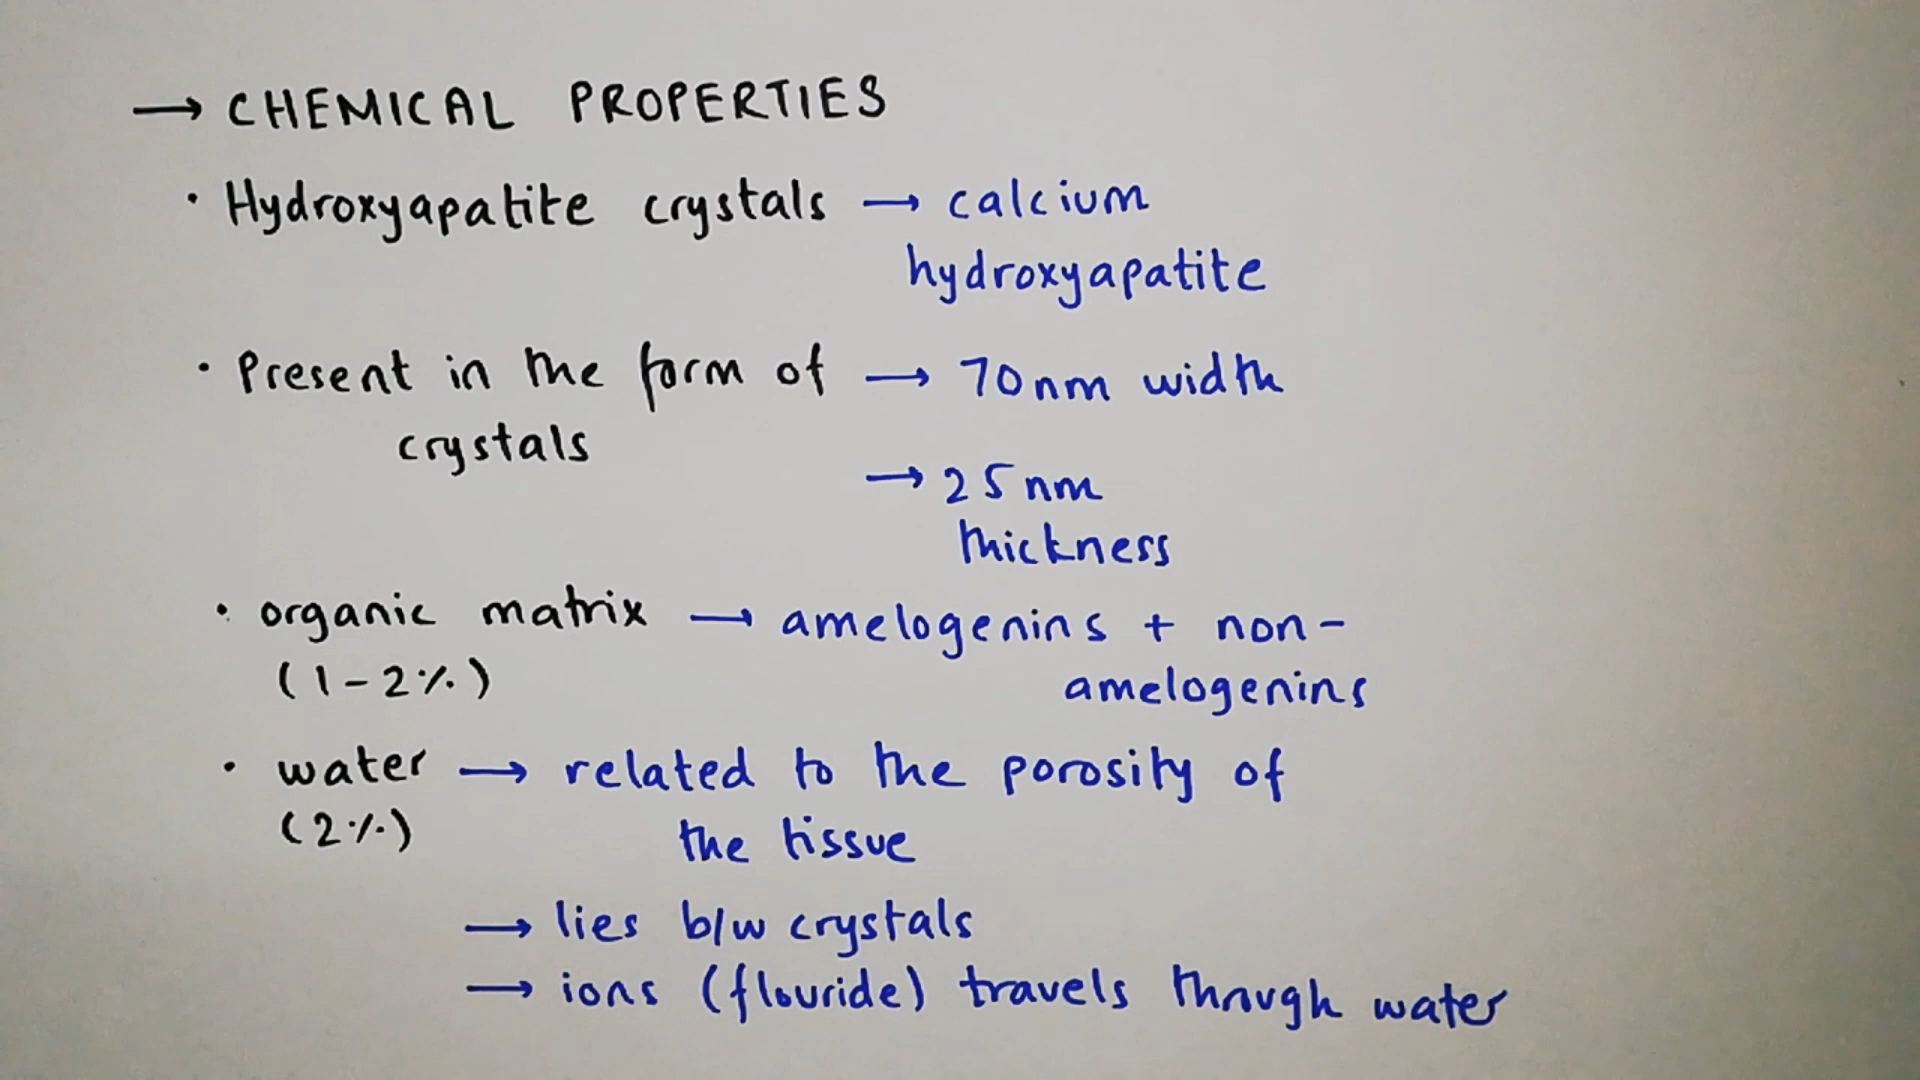 → CHEMICAL PROPERTIES
· Hydroxyapatite crystals → calcium
hydroxyapatite
· Present in the form of → 70nm width
crystals
→ 25nm
thickness
· organic matrix → amelogenins + non-
(1-2%) amelogenins
· water → related to the porosity of
(2%) the tissue
→ lies b/w crystals
→ ions (flouride) travels through water